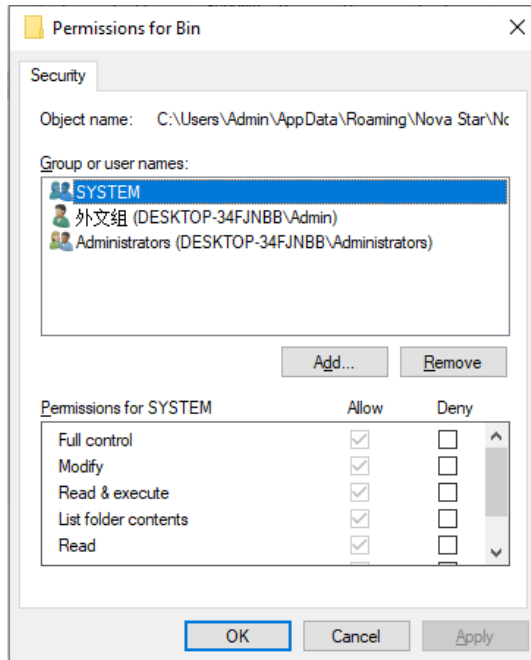 Permissions for Bin
Security
Object name: C:\Users\Admin\AppData\Roaming\Nova Star\Nc
Group or user names:
SYSTEM
外文组 (DESKTOP-34FJNBB\Admin)
Administrators (DESKTOP-34FJNBB\Administrators)
Add... Remove
Permissions for SYSTEM Allow Deny
Full control
Modify
Read & execute
List folder contents
Read
OK Cancel Apply